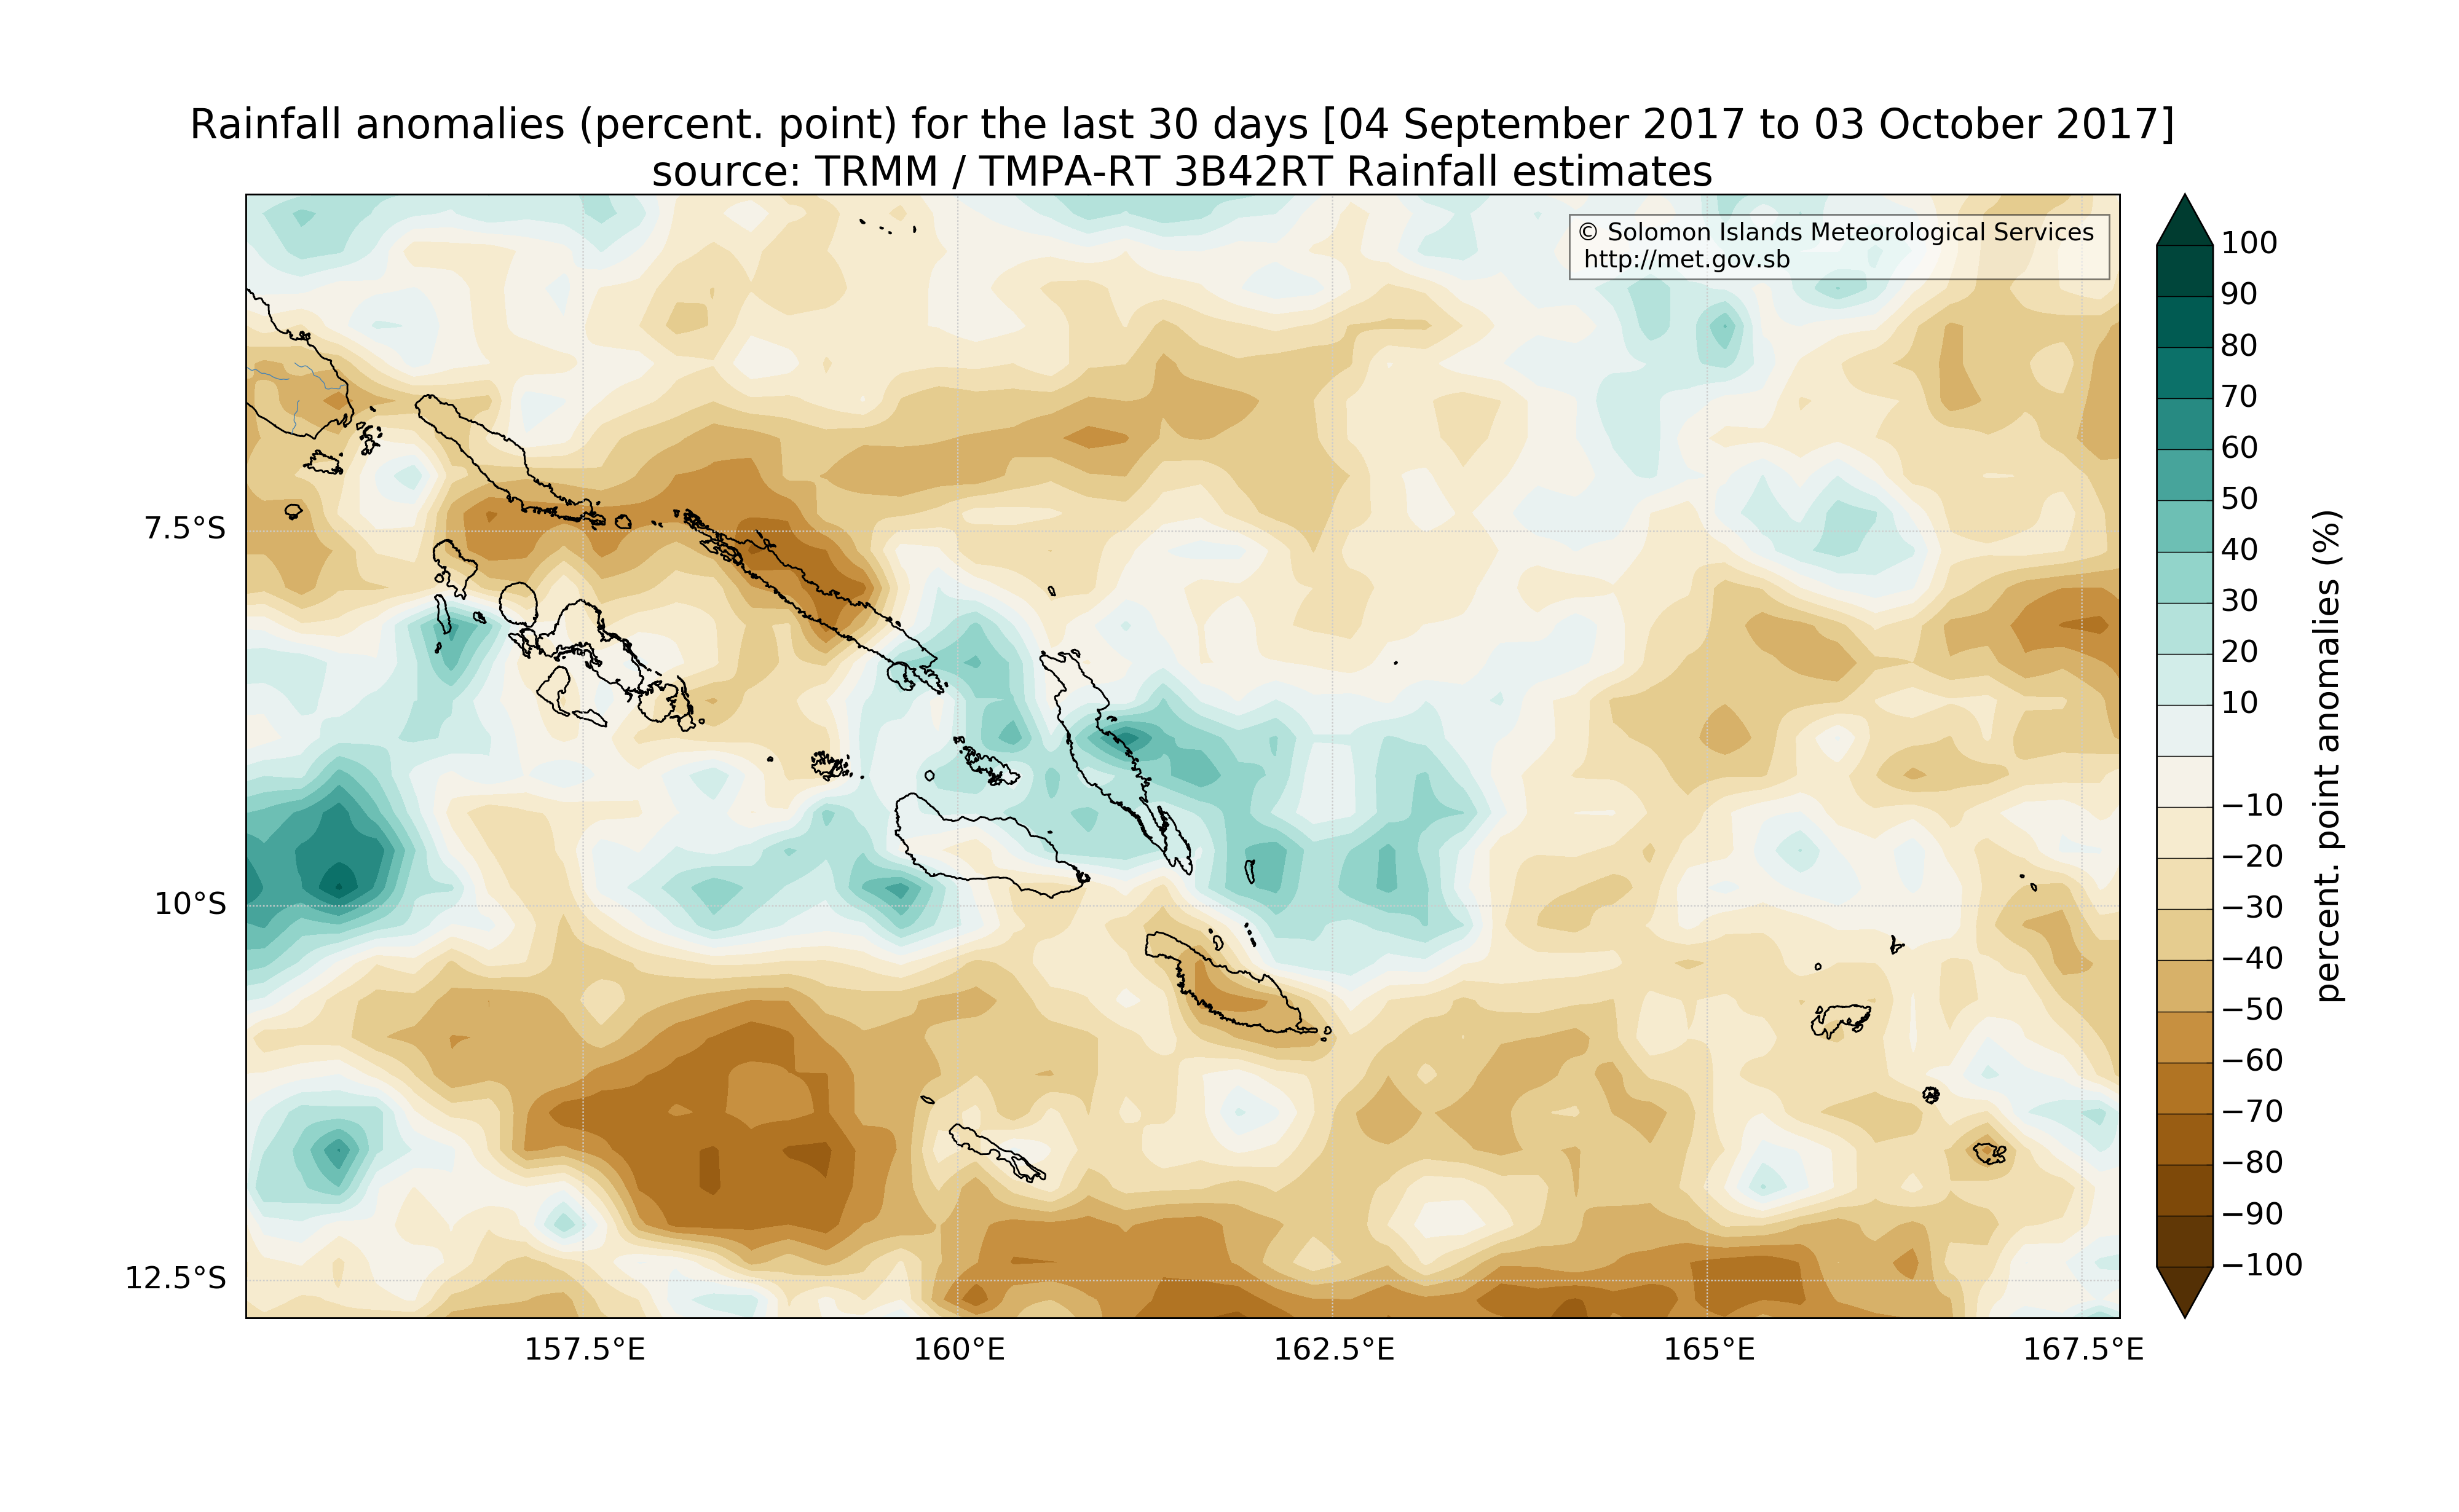 Rainfall anomalies (percent. point) for the last 30 days [04 September 2017 to 03 October 2017]
source: TRMM / TMPA-RT 3B42RT Rainfall estimates
© Solomon Islands Meteorological Services
http://met.gov.sb
7.5°S
10°S
12.5°S
157.5°E
160°E
162.5°E
165°E
167.5°E
100
90
80
70
60
50
40
30
20
10
−10
−20
−30
−40
−50
−60
−70
−80
−90
−100
percent. point anomalies (%)